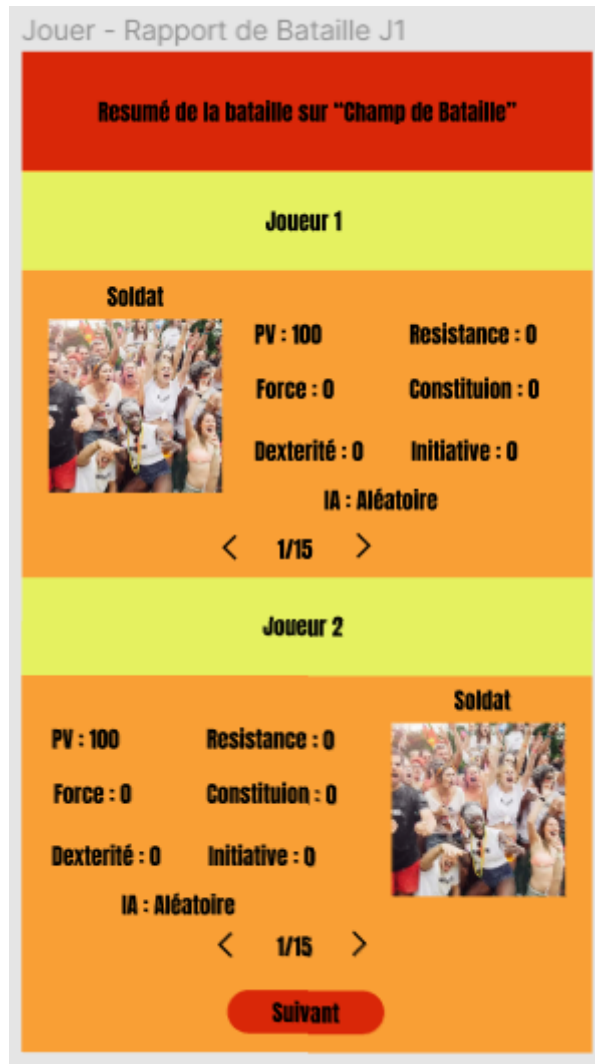 Jouer - Rapport de Bataille J1
Resumé de la bataille sur “Champ de Bataille”
Joueur 1
Soldat
PV : 100 Resistance : 0
Force : 0 Constituion : 0
Dexterité : 0 Initiative : 0
IA : Aléatoire
< 1/15 >
Joueur 2
Soldat
PV : 100 Resistance : 0
Force : 0 Constituion : 0
Dexterité : 0 Initiative : 0
IA : Aléatoire
< 1/15 >
Suivant